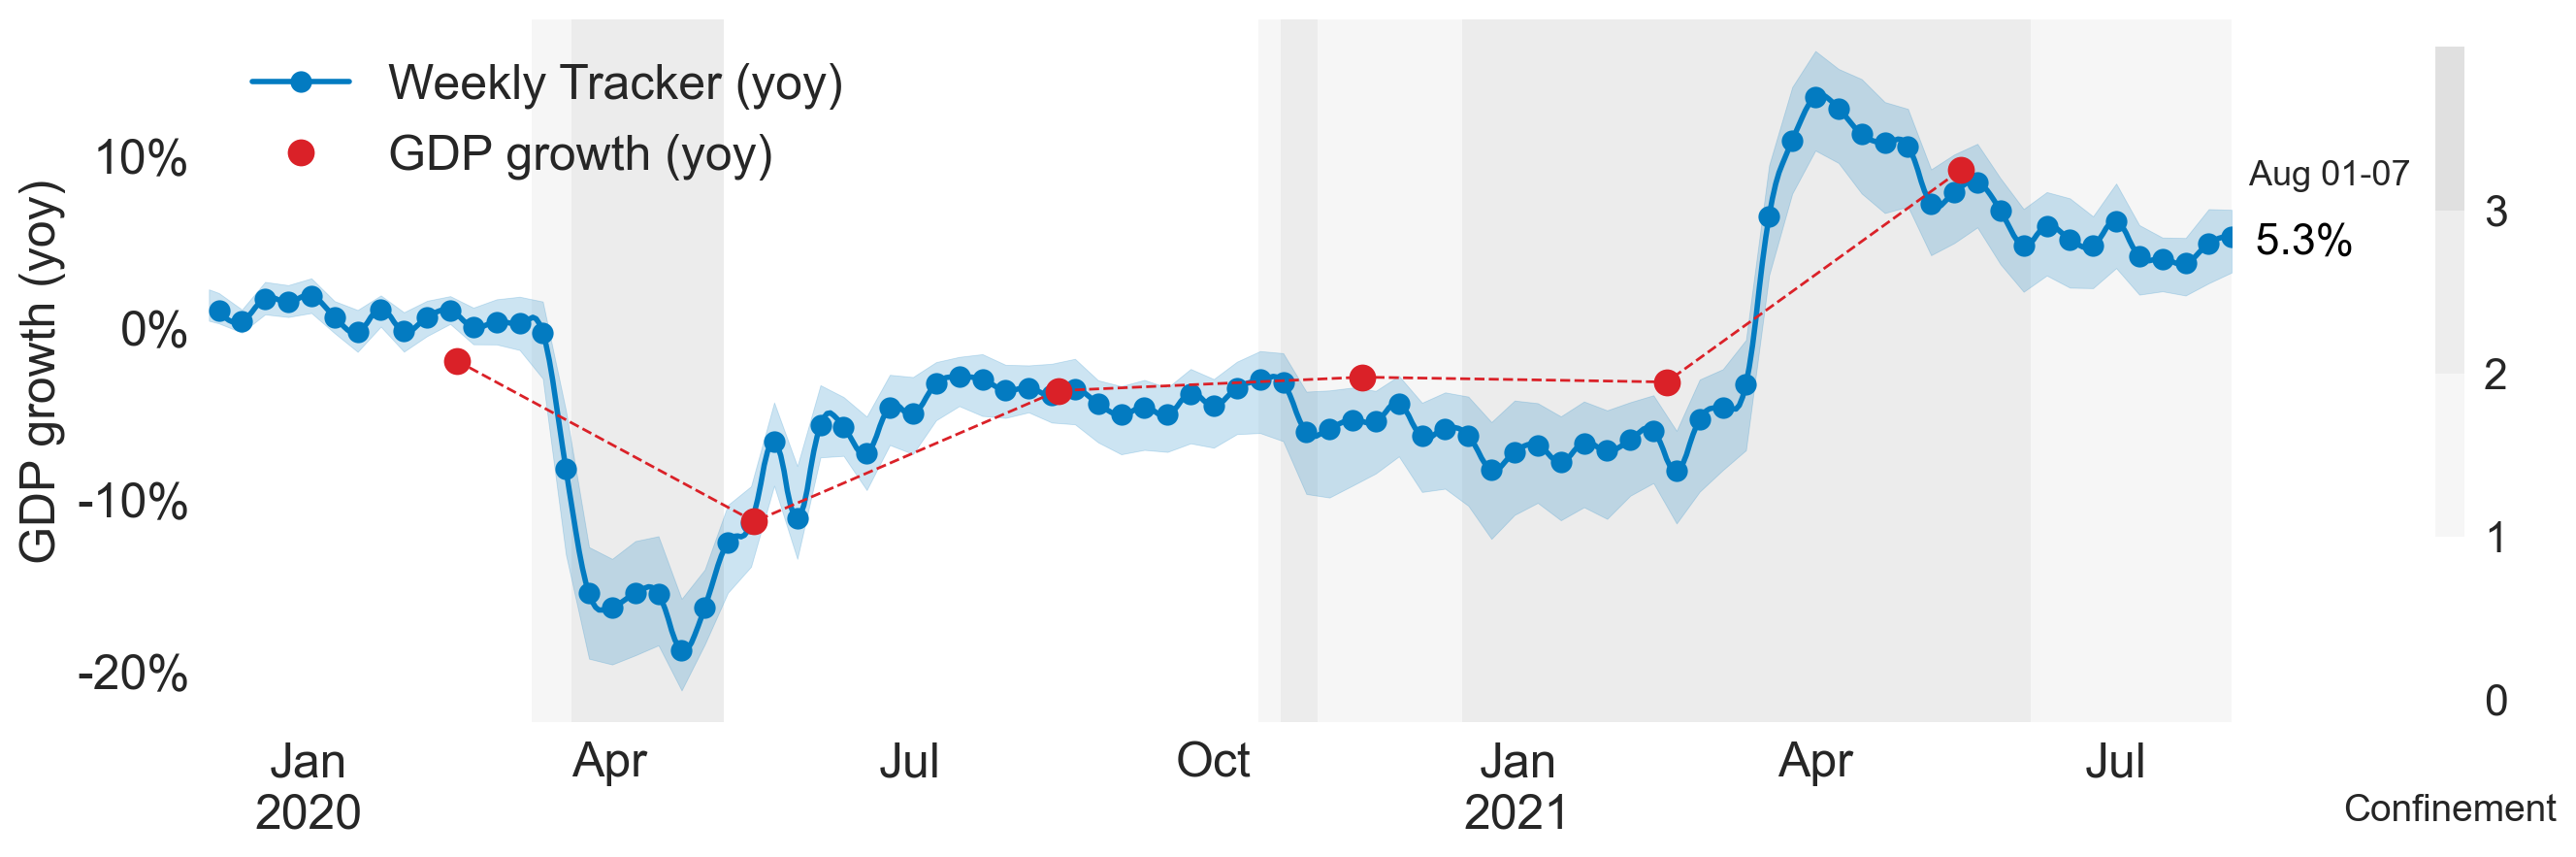 Weekly Tracker (yoy)
GDP growth (yoy)
GDP growth (yoy)
10%
0%
-10%
-20%
Jan
2020
Apr
Jul
Oct
Jan
2021
Apr
Jul
Aug 01-07
5.3%
3
2
1
0
Confinement